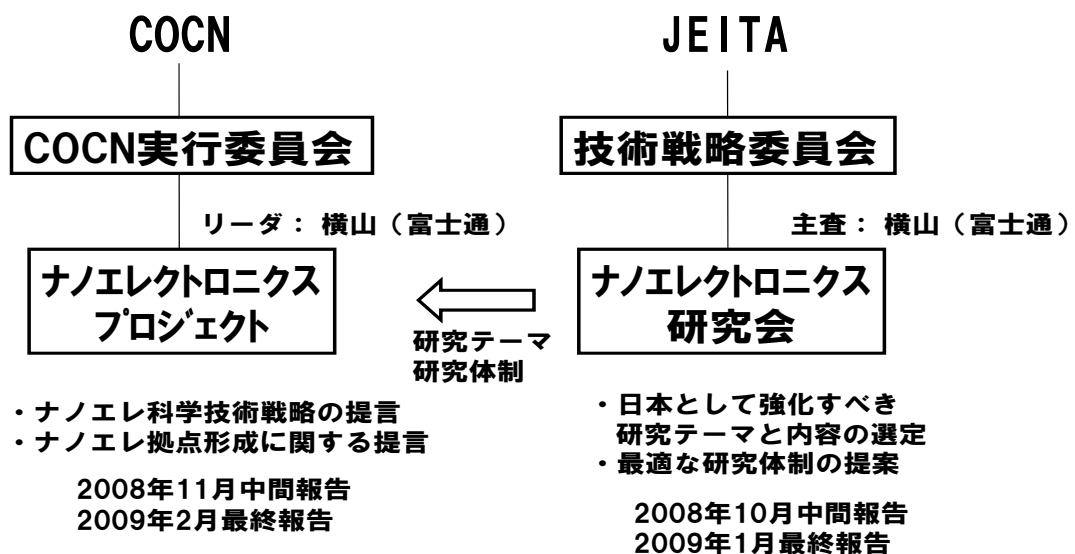 COCN
COCN実行委員会
リーダ： 横山（富士通）
ナノエレクトロニクス
プロジェクト
・ナノエレ科学技術戦略の提言
・ナノエレ拠点形成に関する提言
2008年11月中間報告
2009年2月最終報告
研究テーマ
研究体制
JEITA
技術戦略委員会
主査： 横山（富士通）
ナノエレクトロニクス
研究会
・日本として強化すべき
研究テーマと内容の選定
・最適な研究体制の提案
2008年10月中間報告
2009年1月最終報告